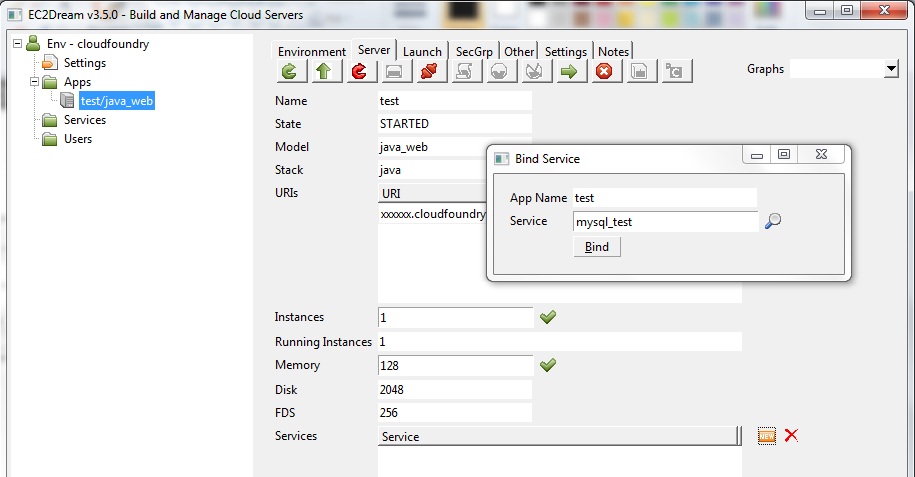 EC2Dream v3.5.0 - Build and Manage Cloud Servers
Env - cloudfoundry
Settings
Apps
test/java_web
Services
Users
Environment Server Launch SecGrp Other Settings Notes
Graphs
Name test
State STARTED
Model java_web
Stack java
URIs URI
xxxxxx.cloudfoundry
Bind Service
App Name test
Service mysql_test
Bind
Instances 1
Running Instances 1
Memory 128
Disk 2048
FDS 256
Services Service
NEW